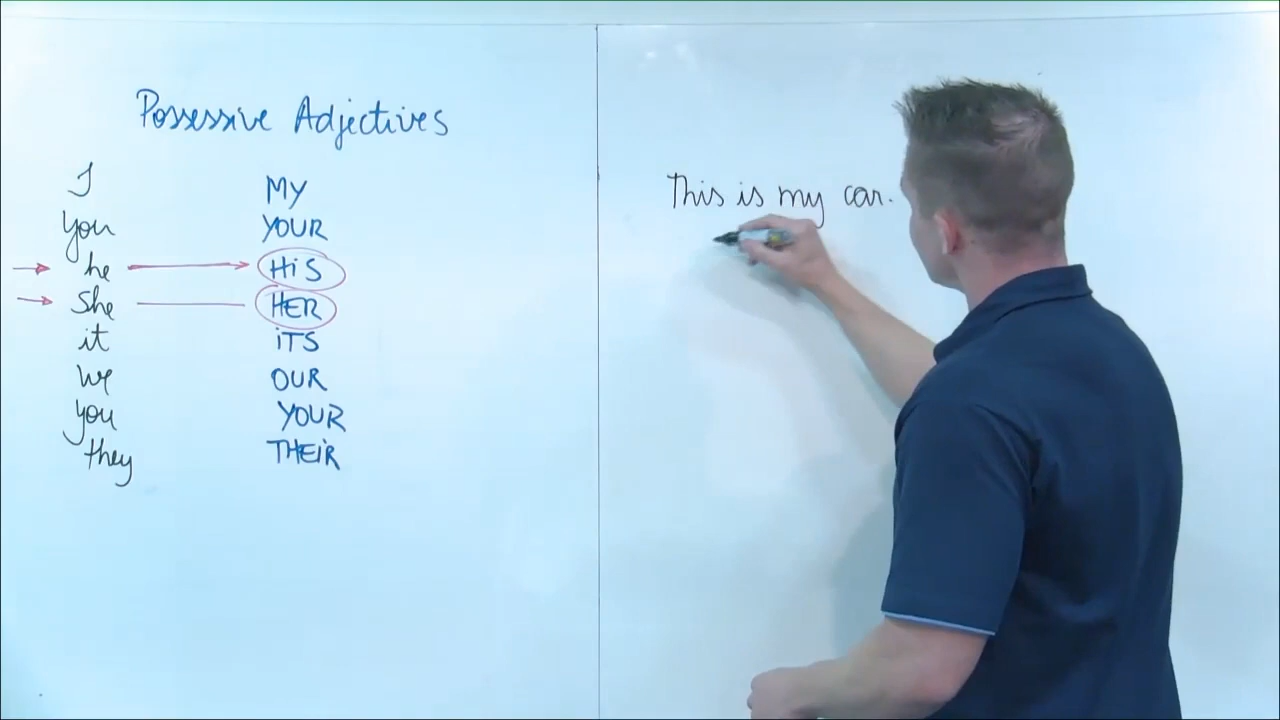 Possessive Adjectives
I MY
you YOUR
he HiS
She HER
it iTS
we OUR
you YOUR
they THEiR
This is my car.